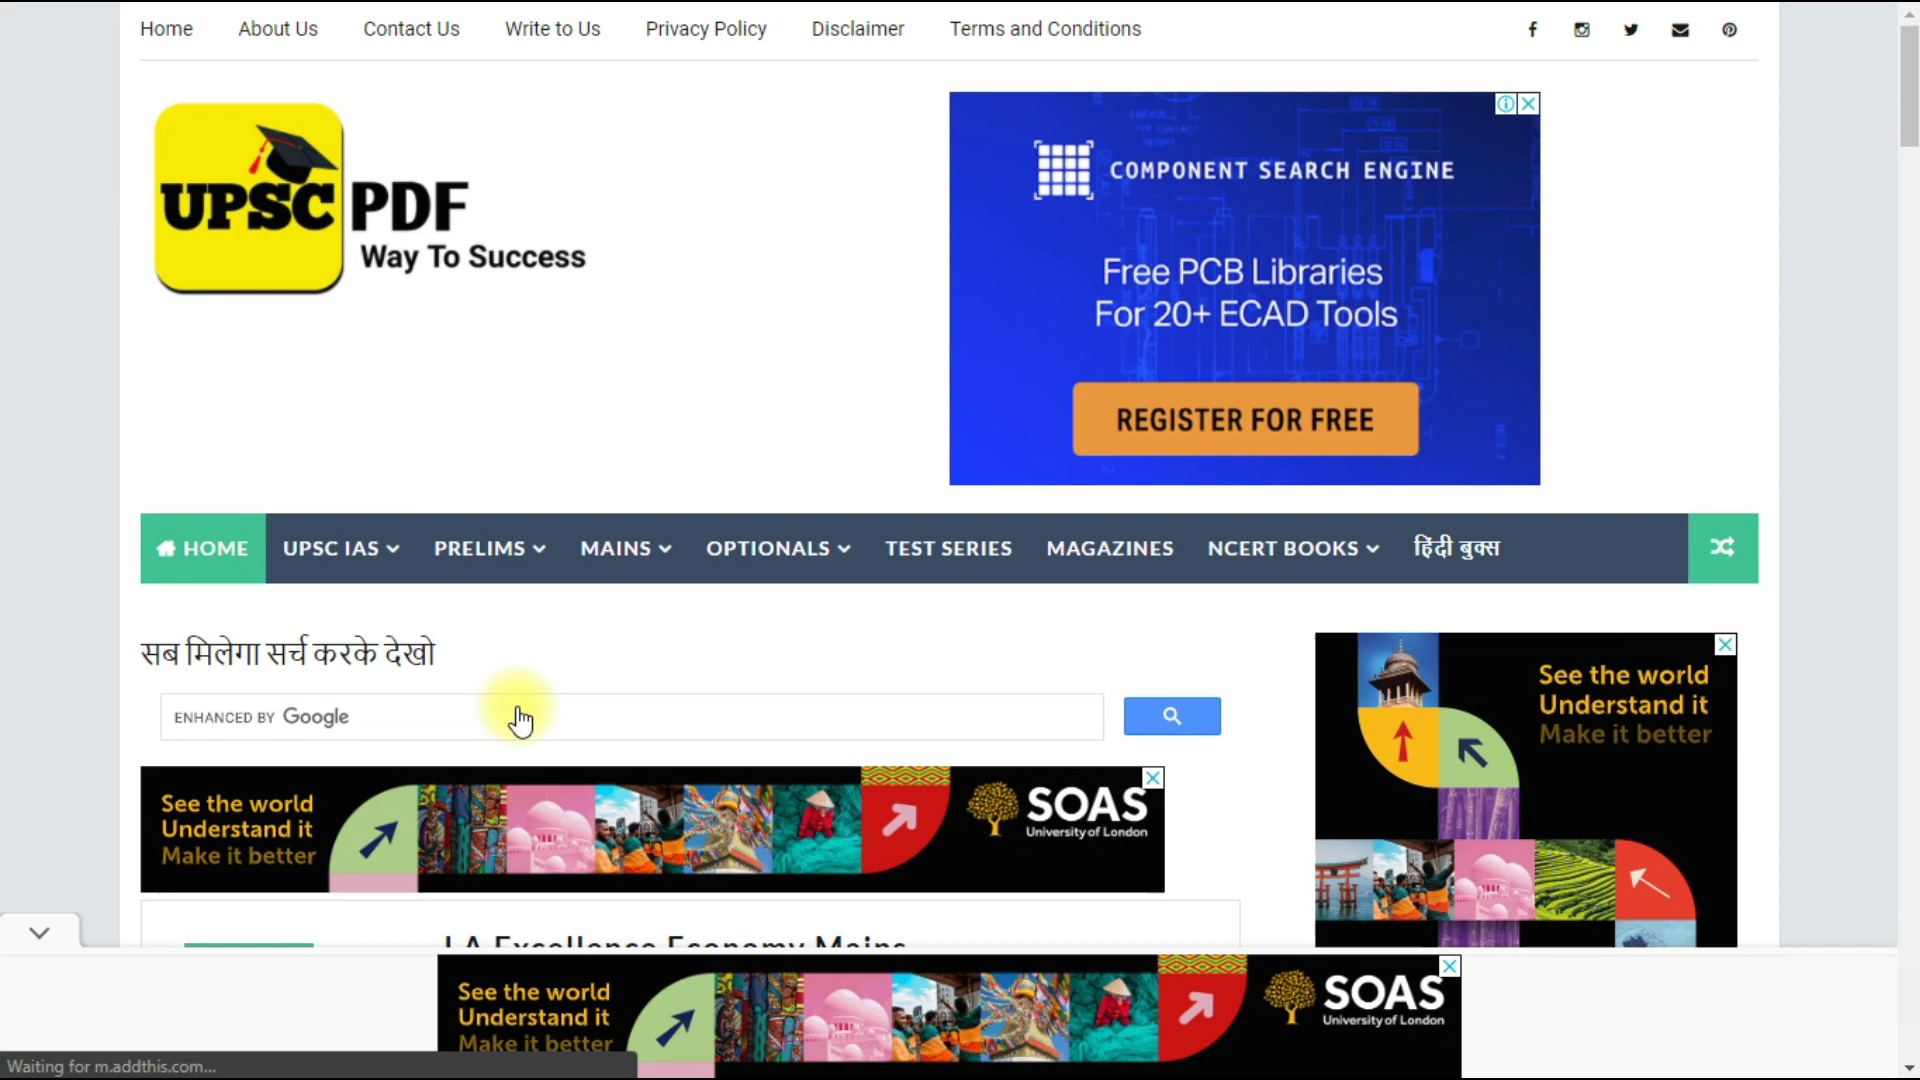 Home About Us Contact Us Write to Us Privacy Policy Disclaimer Terms and Conditions
UPSC PDF
Way To Success
COMPONENT SEARCH ENGINE
Free PCB Libraries
For 20+ ECAD Tools
REGISTER FOR FREE
HOME UPSC IAS PRELIMS MAINS OPTIONALS TEST SERIES MAGAZINES NCERT BOOKS हिंदी बुक्स
सब मिलेगा सर्च करके देखो
ENHANCED BY Google
See the world
Understand it
Make it better
SOAS
University of London
See the world
Understand it
Make it better
LA Excellence Economy Mains
See the world
Understand it
Make it better
SOAS
University of London
Waiting for m.addthis.com...